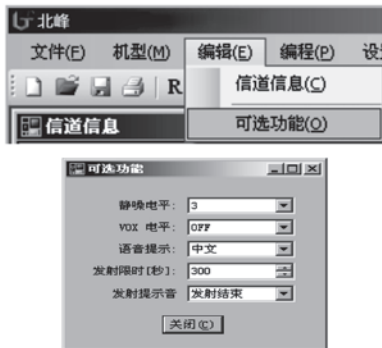 北峰
文件(F) 机型(M) 编辑(E) 编程(P)
R 信道信息(C)
信道信息 可选功能(O)
可选功能
静噪电平: 3
VOX 电平: OFF
语音提示: 中文
发射限时[秒]: 300
发射提示音 发射结束
关闭(C)